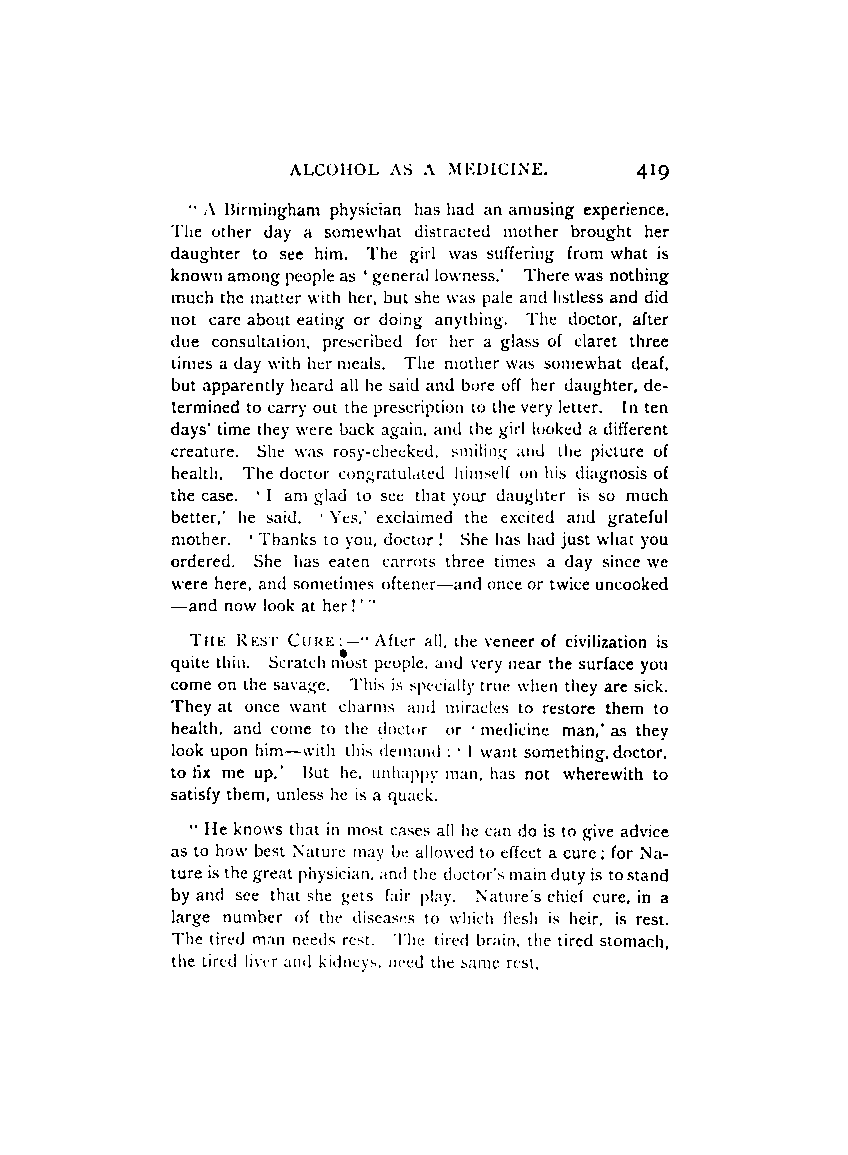 ALCOHOL AS A MEDICINE. 419
" A Birmingham physician has had an amusing experience.
The other day a somewhat distracted mother brought her
daughter to see him. The girl was suffering from what is
known among people as ' general lowness.' There was nothing
much the matter with her, but she was pale and listless and did
not care about eating or doing anything. The doctor, after
due consultation, prescribed for her a glass of claret three
times a day with her meals. The mother was somewhat deaf,
but apparently heard all he said and bore off her daughter, de-
termined to carry out the prescription to the very letter. In ten
days' time they were back again, and the girl looked a different
creature. She was rosy-cheeked, smiling and the picture of
health. The doctor congratulated himself on his diagnosis of
the case. ' I am glad to see that your daughter is so much
better,' he said. ' Yes,' exclaimed the excited and grateful
mother. ' Thanks to you, doctor ! She has had just what you
ordered. She has eaten carrots three times a day since we
were here, and sometimes oftener—and once or twice uncooked
—and now look at her ! ' "
THE REST CURE :—" After all, the veneer of civilization is
quite thin. Scratch most people, and very near the surface you
come on the savage. This is specially true when they are sick.
They at once want charms and miracles to restore them to
health, and come to the doctor or ' medicine man,' as they
look upon him—with this demand : ' I want something, doctor,
to fix me up.' But he, unhappy man, has not wherewith to
satisfy them, unless he is a quack.
" He knows that in most cases all he can do is to give advice
as to how best Nature may be allowed to effect a cure ; for Na-
ture is the great physician, and the doctor's main duty is to stand
by and see that she gets fair play. Nature's chief cure, in a
large number of the diseases to which flesh is heir, is rest.
The tired man needs rest. The tired brain, the tired stomach,
the tired liver and kidneys, need the same rest.